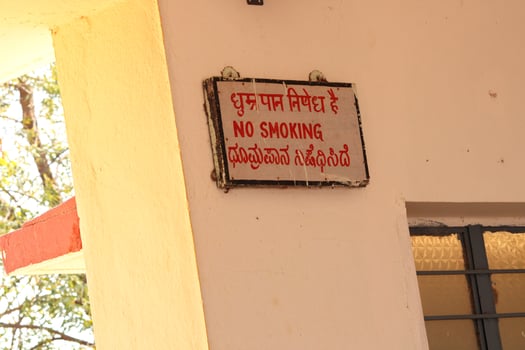 धुम्रपान निषेध है
NO SMOKING
ಧೂಮ್ರಪಾನ ನಿಷೇಧಿಸಿದೆ